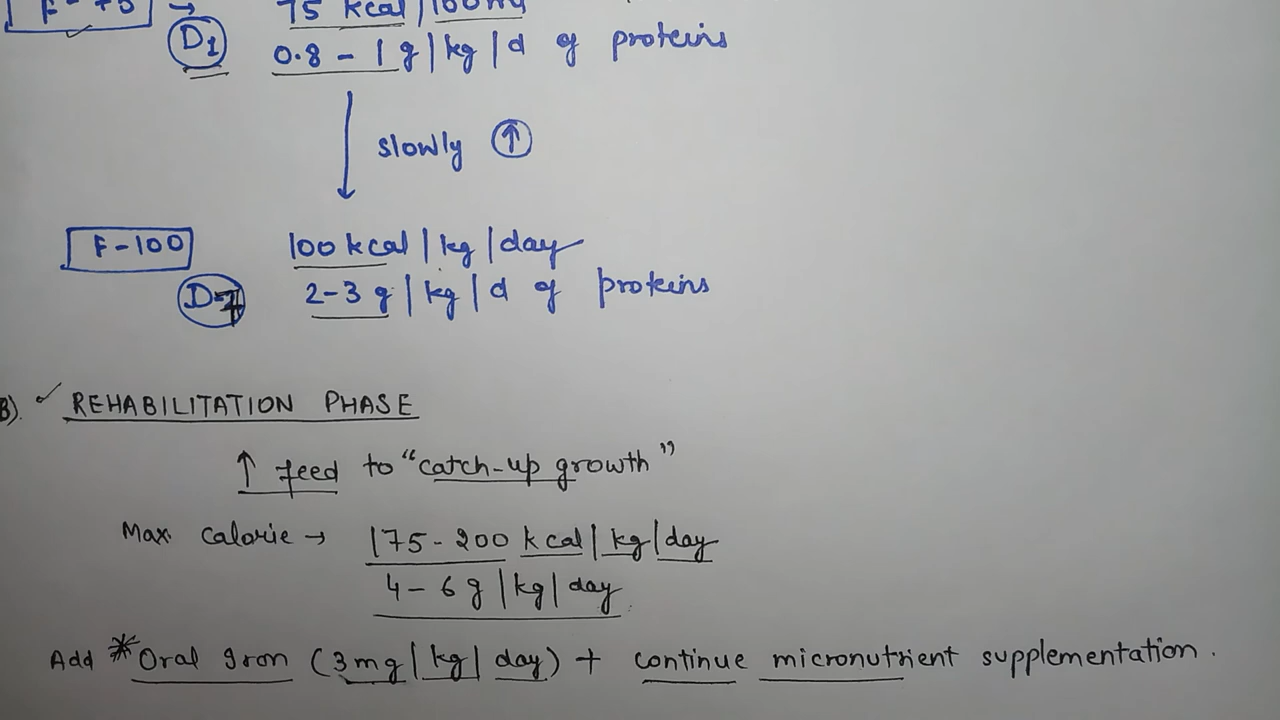 F-75 →
75 kcal/100ml
D1
0.8 - 1 g/kg/d of proteins
slowly ↑
F-100
100 kcal/kg/day
D-7
2-3 g/kg/d of proteins
B). ✓ REHABILITATION PHASE
↑ feed to "catch-up growth"
Max. calorie → 175-200 kcal/kg/day
4-6 g/kg/day
Add *Oral iron (3mg/kg/day) + continue micronutrient supplementation.